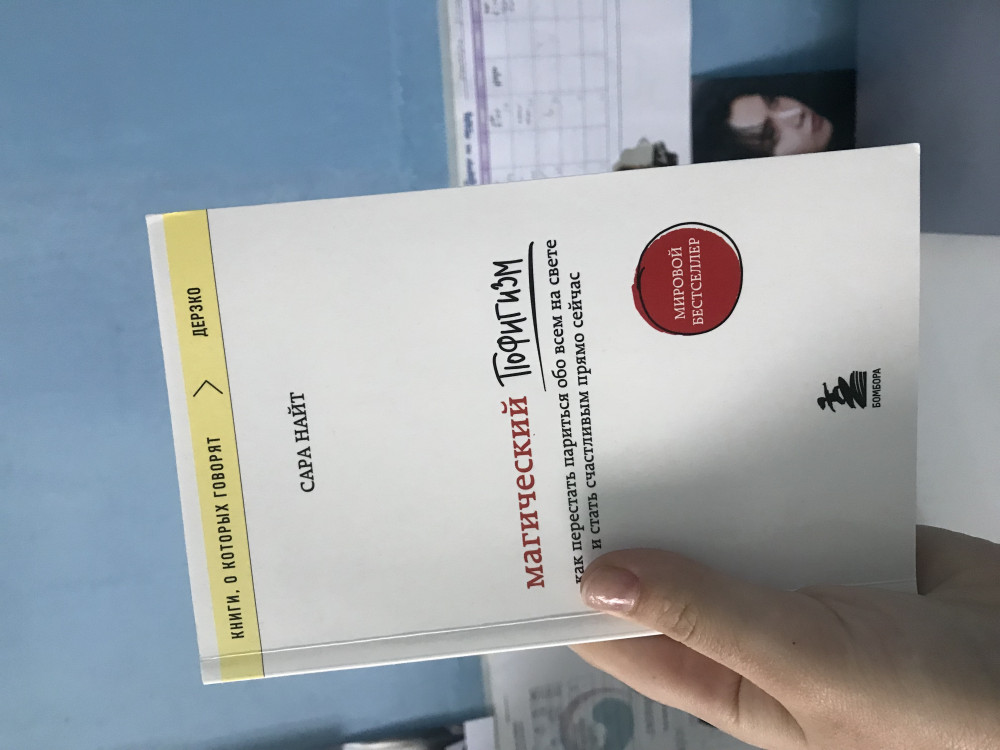 КНИГИ, О КОТОРЫХ ГОВОРЯТ > ДЕРЗКО
САРА НАЙТ
магический ПОФИГИЗМ
как перестать париться обо всем на свете
и стать счастливым прямо сейчас
МИРОВОЙ
БЕСТСЕЛЛЕР
БОМБОРА